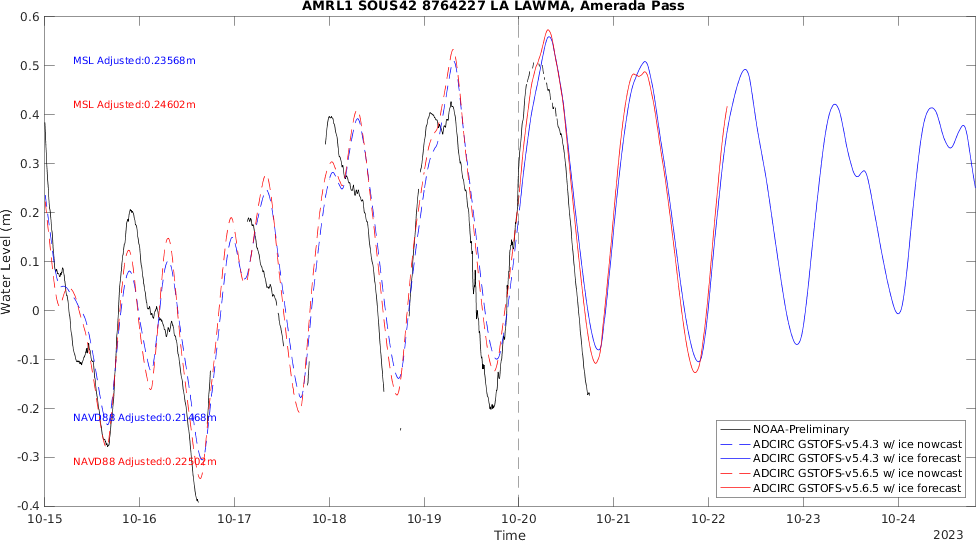 AMRL1 SOUS42 8764227 LA LAWMA, Amerada Pass
0.6
0.5
0.4
0.3
0.2
0.1
0
-0.1
-0.2
-0.3
-0.4
Water Level (m)
MSL Adjusted:0.23568m
MSL Adjusted:0.24602m
NAVD88 Adjusted:0.21468m
NAVD88 Adjusted:0.22502m
NOAA-Preliminary
ADCIRC GSTOFS-v5.4.3 w/ ice nowcast
ADCIRC GSTOFS-v5.4.3 w/ ice forecast
ADCIRC GSTOFS-v5.6.5 w/ ice nowcast
ADCIRC GSTOFS-v5.6.5 w/ ice forecast
10-15 10-16 10-17 10-18 10-19 10-20 10-21 10-22 10-23 10-24
Time
2023